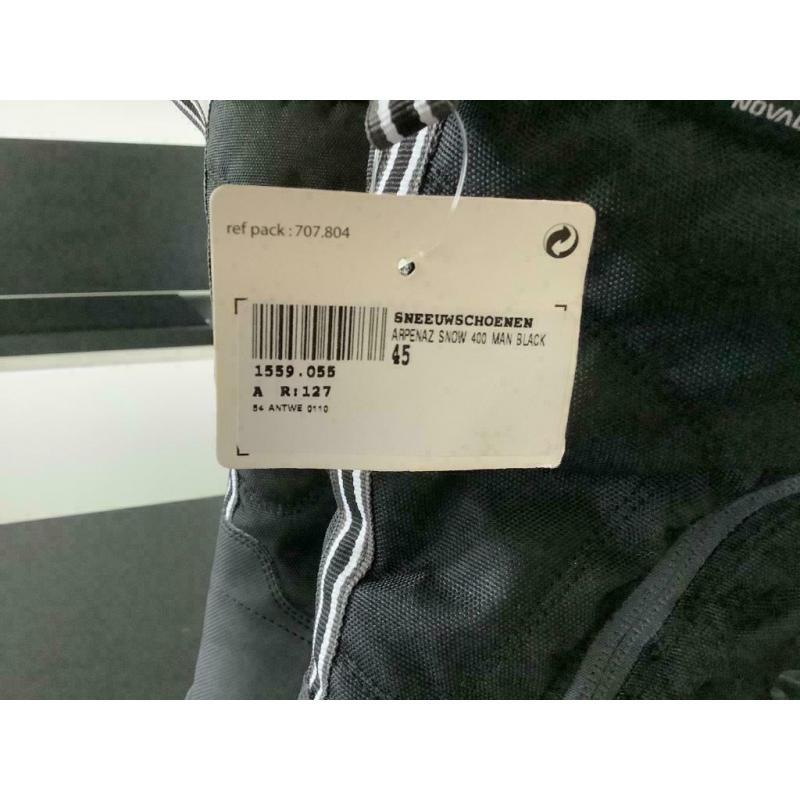 ref pack : 707.804
SNEEUWSCHOENEN
ARPENAZ SNOW 400 MAN BLACK
45
1559.055
A R:127
54 ANTWE 0110